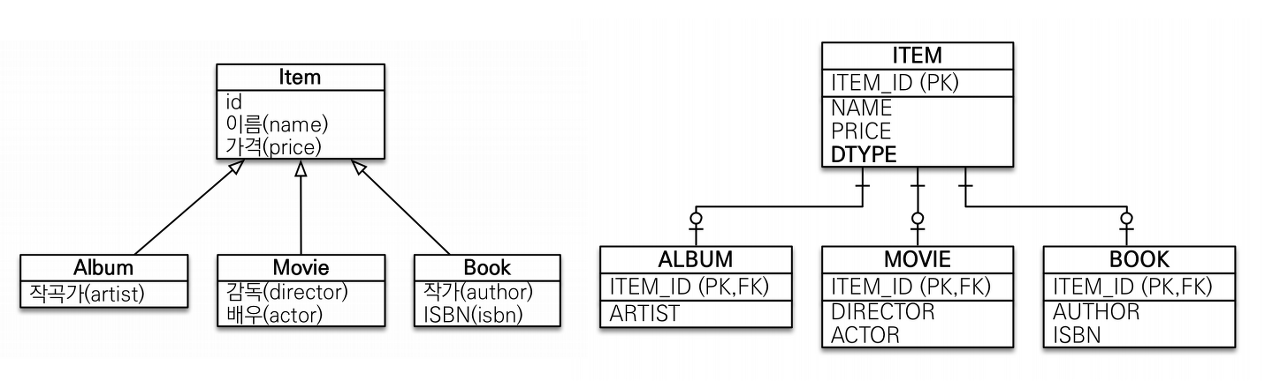 Item
id
이름(name)
가격(price)
Album
작곡가(artist)
Movie
감독(director)
배우(actor)
Book
작가(author)
ISBN(isbn)
ITEM
ITEM_ID (PK)
NAME
PRICE
DTYPE
ALBUM
ITEM_ID (PK,FK)
ARTIST
MOVIE
ITEM_ID (PK,FK)
DIRECTOR
ACTOR
BOOK
ITEM_ID (PK,FK)
AUTHOR
ISBN